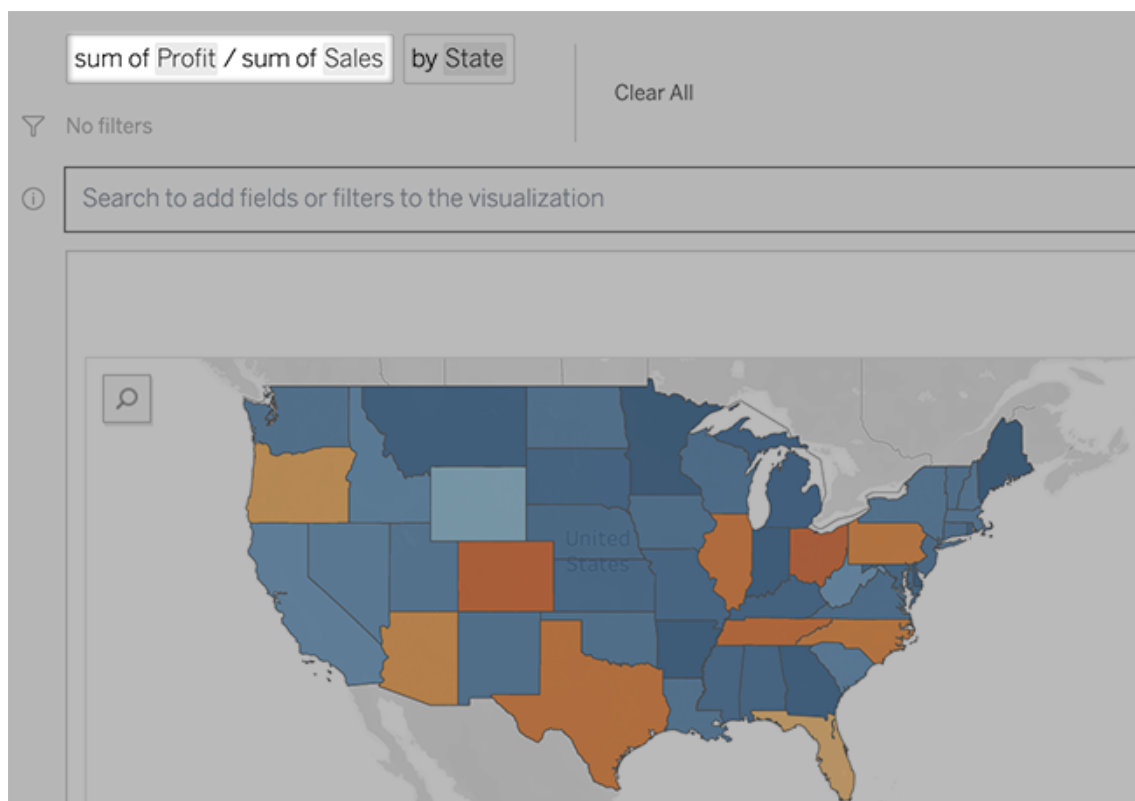 sum of Profit / sum of Sales by State
Clear All
No filters
Search to add fields or filters to the visualization
United
States